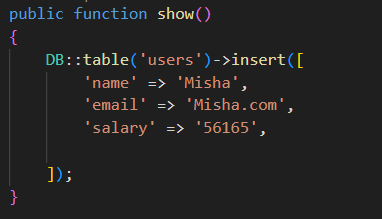 public function show()
{
    DB::table('users')->insert([
        'name' => 'Misha',
        'email' => 'Misha.com',
        'salary' => '56165',
    ]);
}